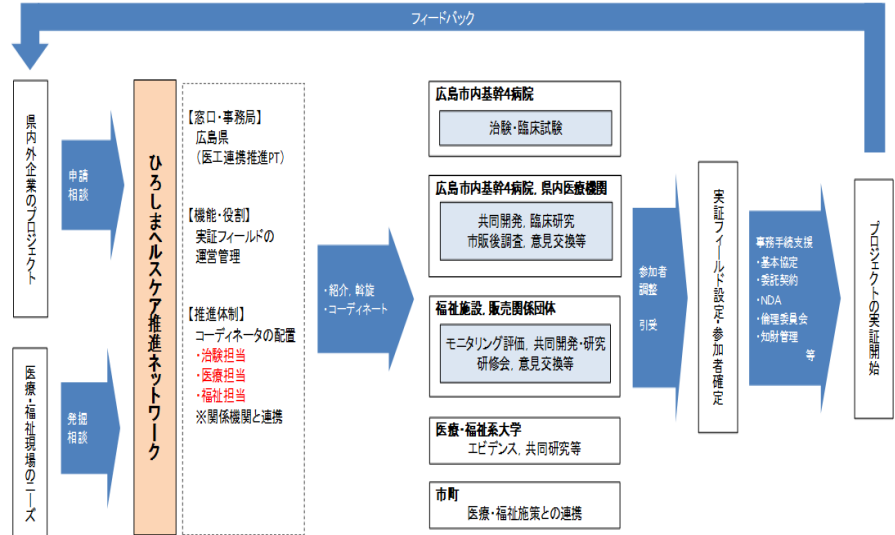 フィードバック
県内外企業のプロジェクト
医療・福祉現場のニーズ
申請
相談
発掘
相談
ひろしまヘルスケア推進ネットワーク
【窓口・事務局】
広島県
（医工連携推進PT）
【機能・役割】
実証フィールドの
運営管理
【推進体制】
コーディネータの配置
・治験担当
・医療担当
・福祉担当
※関係機関と連携
・紹介, 斡旋
・コーディネート
広島市内基幹4病院
治験・臨床試験
広島市内基幹4病院, 県内医療機関
共同開発, 臨床研究
市販後調査, 意見交換等
福祉施設, 販売関係団体
モニタリング評価, 共同開発・研究
研修会, 意見交換等
医療・福祉系大学
エビデンス, 共同研究等
市町
医療・福祉施策との連携
参加者
調整
引受
実証フィールド設定・参加者確定
事務手続支援
・基本協定
・委託契約
・NDA
・倫理委員会
・知財管理
等
プロジェクトの実証開始